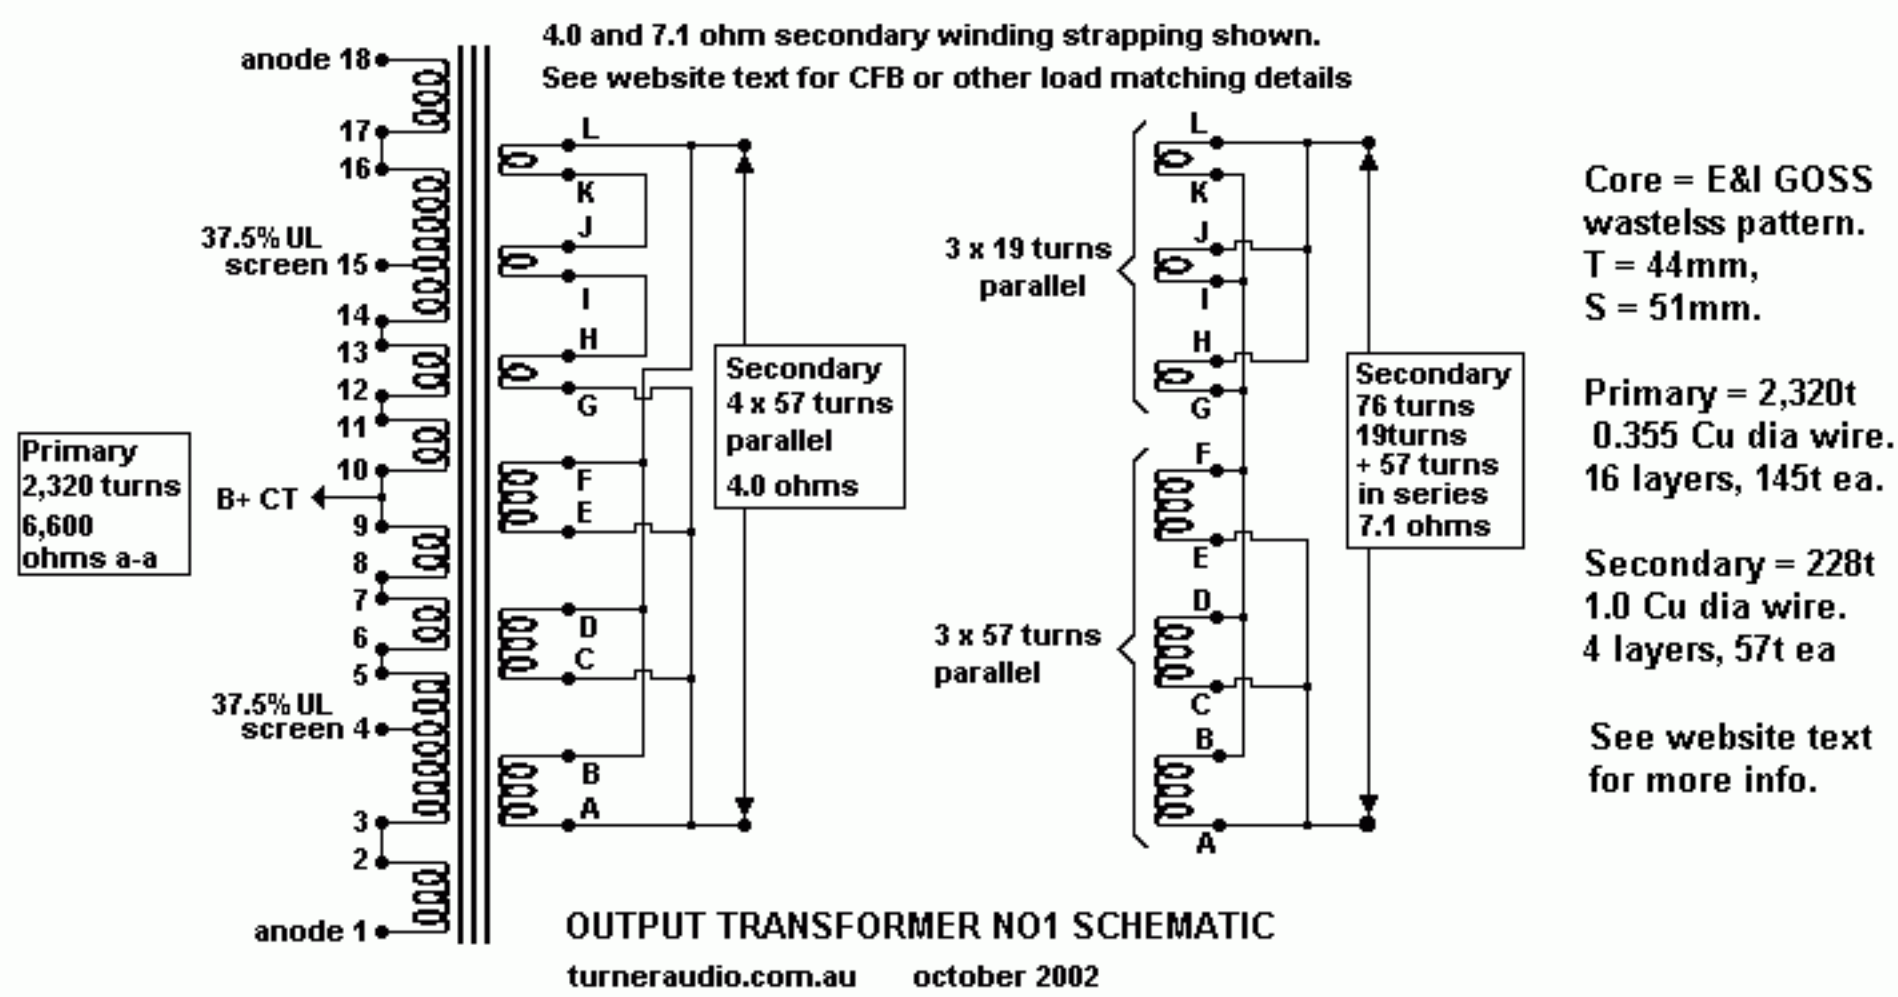 4.0 and 7.1 ohm secondary winding strapping shown.
See website text for CFB or other load matching details
anode 18
17
16
37.5% UL
screen 15
14
13
12
11
10
B+ CT
9
8
7
6
5
37.5% UL
screen 4
3
2
anode 1
Primary
2,320 turns
6,600
ohms a-a
L
K
J
I
H
G
F
E
D
C
B
A
Secondary
4 x 57 turns
parallel
4.0 ohms
3 x 19 turns
parallel
3 x 57 turns
parallel
L
K
J
I
H
G
F
E
D
C
B
A
Secondary
76 turns
19turns
+ 57 turns
in series
7.1 ohms
Core = E&I GOSS
wastelss pattern.
T = 44mm,
S = 51mm.
Primary = 2,320t
0.355 Cu dia wire.
16 layers, 145t ea.
Secondary = 228t
1.0 Cu dia wire.
4 layers, 57t ea
See website text
for more info.
OUTPUT TRANSFORMER NO1 SCHEMATIC
turneraudio.com.au october 2002